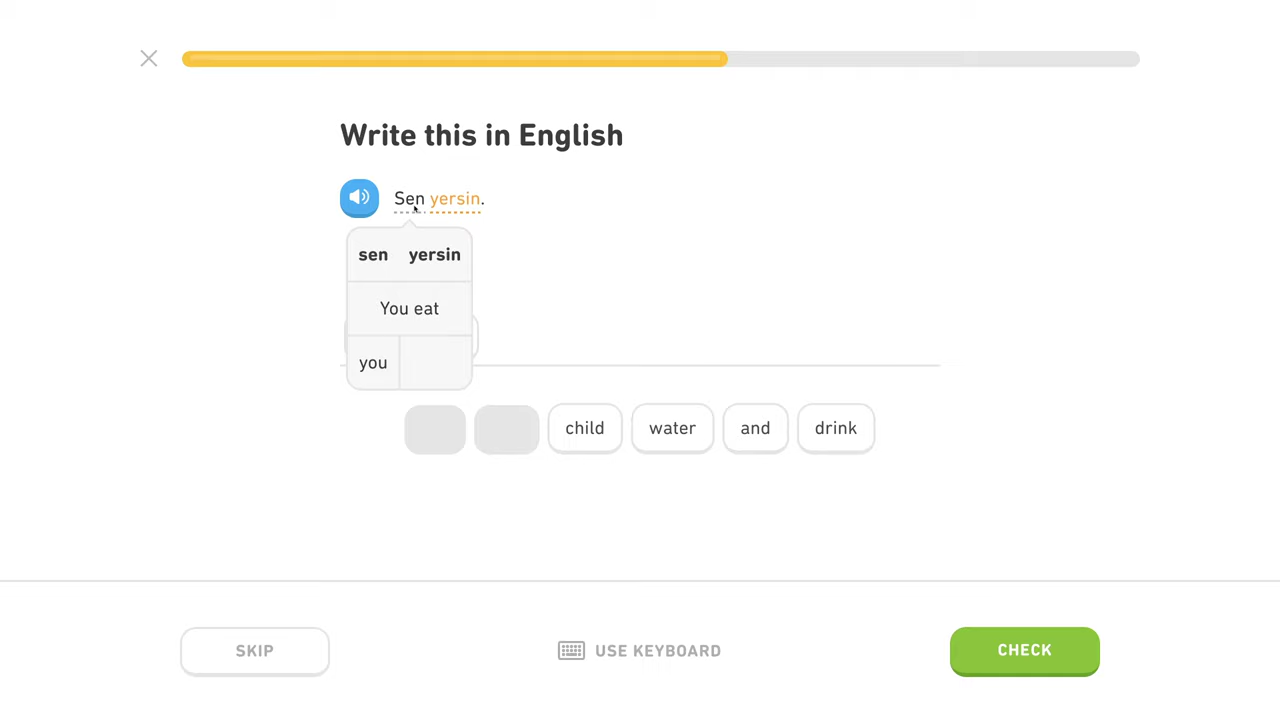 Write this in English
Sen yersin.
sen yersin
You eat
you
child water and drink
SKIP
USE KEYBOARD
CHECK